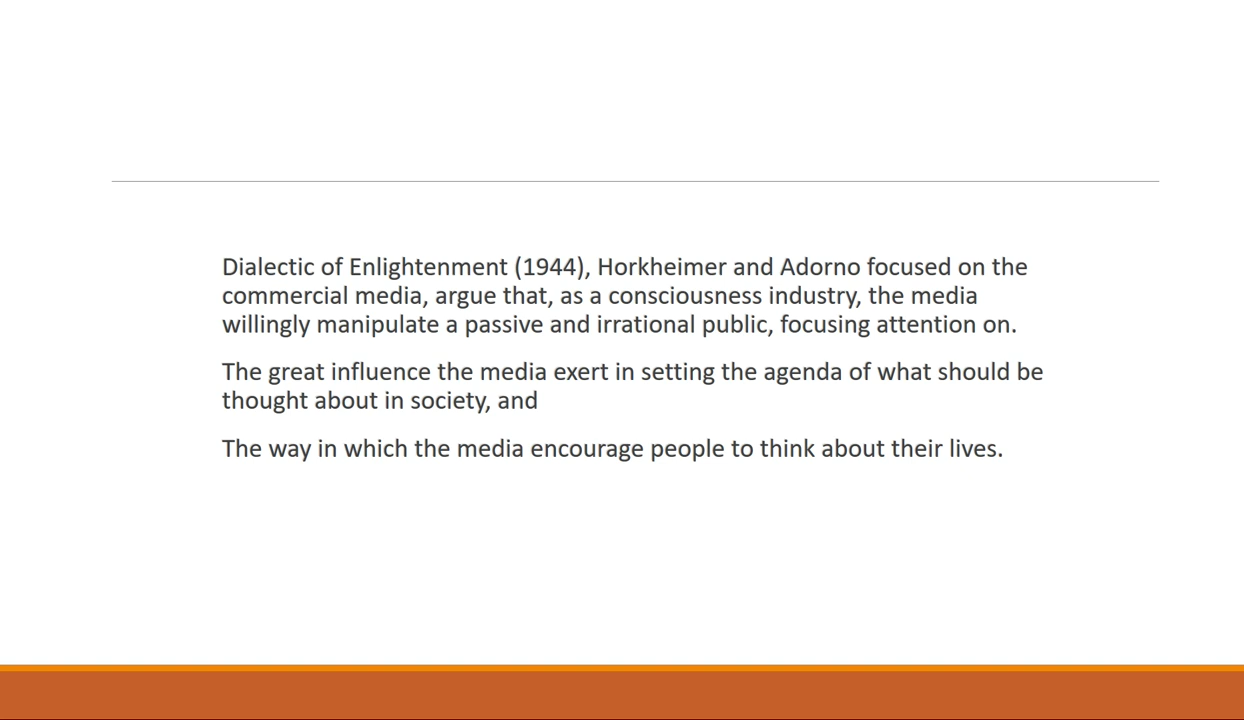 Dialectic of Enlightenment (1944), Horkheimer and Adorno focused on the
commercial media, argue that, as a consciousness industry, the media
willingly manipulate a passive and irrational public, focusing attention on.
The great influence the media exert in setting the agenda of what should be
thought about in society, and
The way in which the media encourage people to think about their lives.